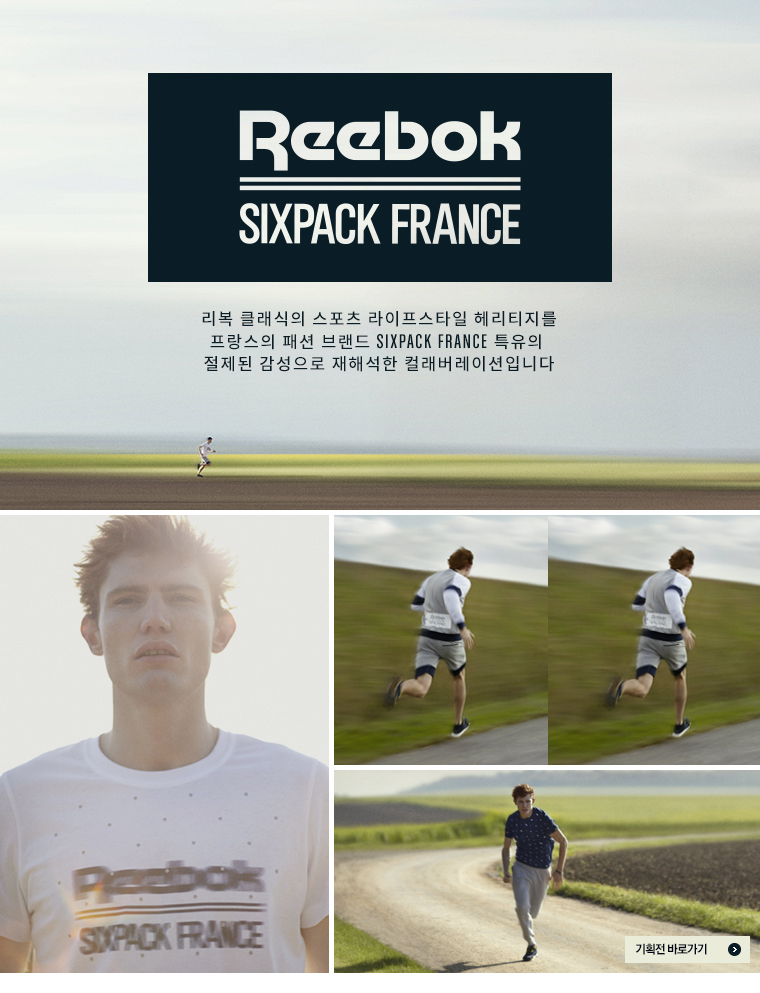 Reebok
SIXPACK FRANCE
리복 클래식의 스포츠 라이프스타일 헤리티지를
프랑스의 패션 브랜드 SIXPACK FRANCE 특유의
절제된 감성으로 재해석한 컬래버레이션입니다
Reebok
SIXPACK FRANCE
기획전 바로가기